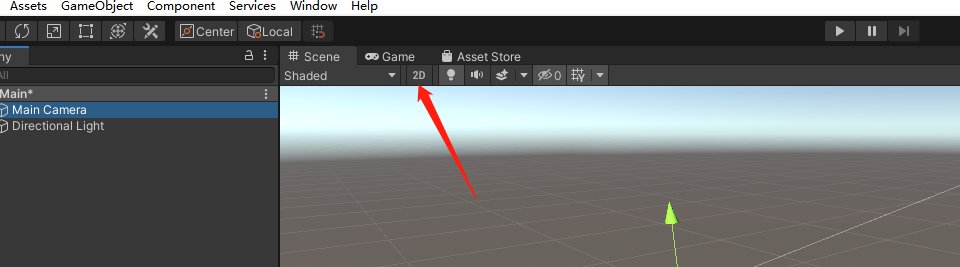 Assets GameObject Component Services Window Help
Center Local
Scene Game Asset Store
All
Shaded 2D 0
Main*
Main Camera
Directional Light